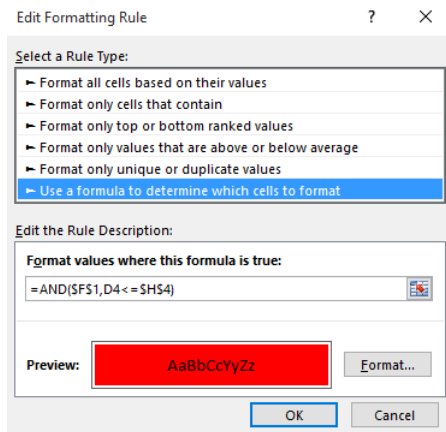 Edit Formatting Rule ? ×
Select a Rule Type:
► Format all cells based on their values
► Format only cells that contain
► Format only top or bottom ranked values
► Format only values that are above or below average
► Format only unique or duplicate values
► Use a formula to determine which cells to format
Edit the Rule Description:
Format values where this formula is true:
=AND($F$1,D4<=$H$4)
Preview: AaBbCcYyZz Format...
OK Cancel